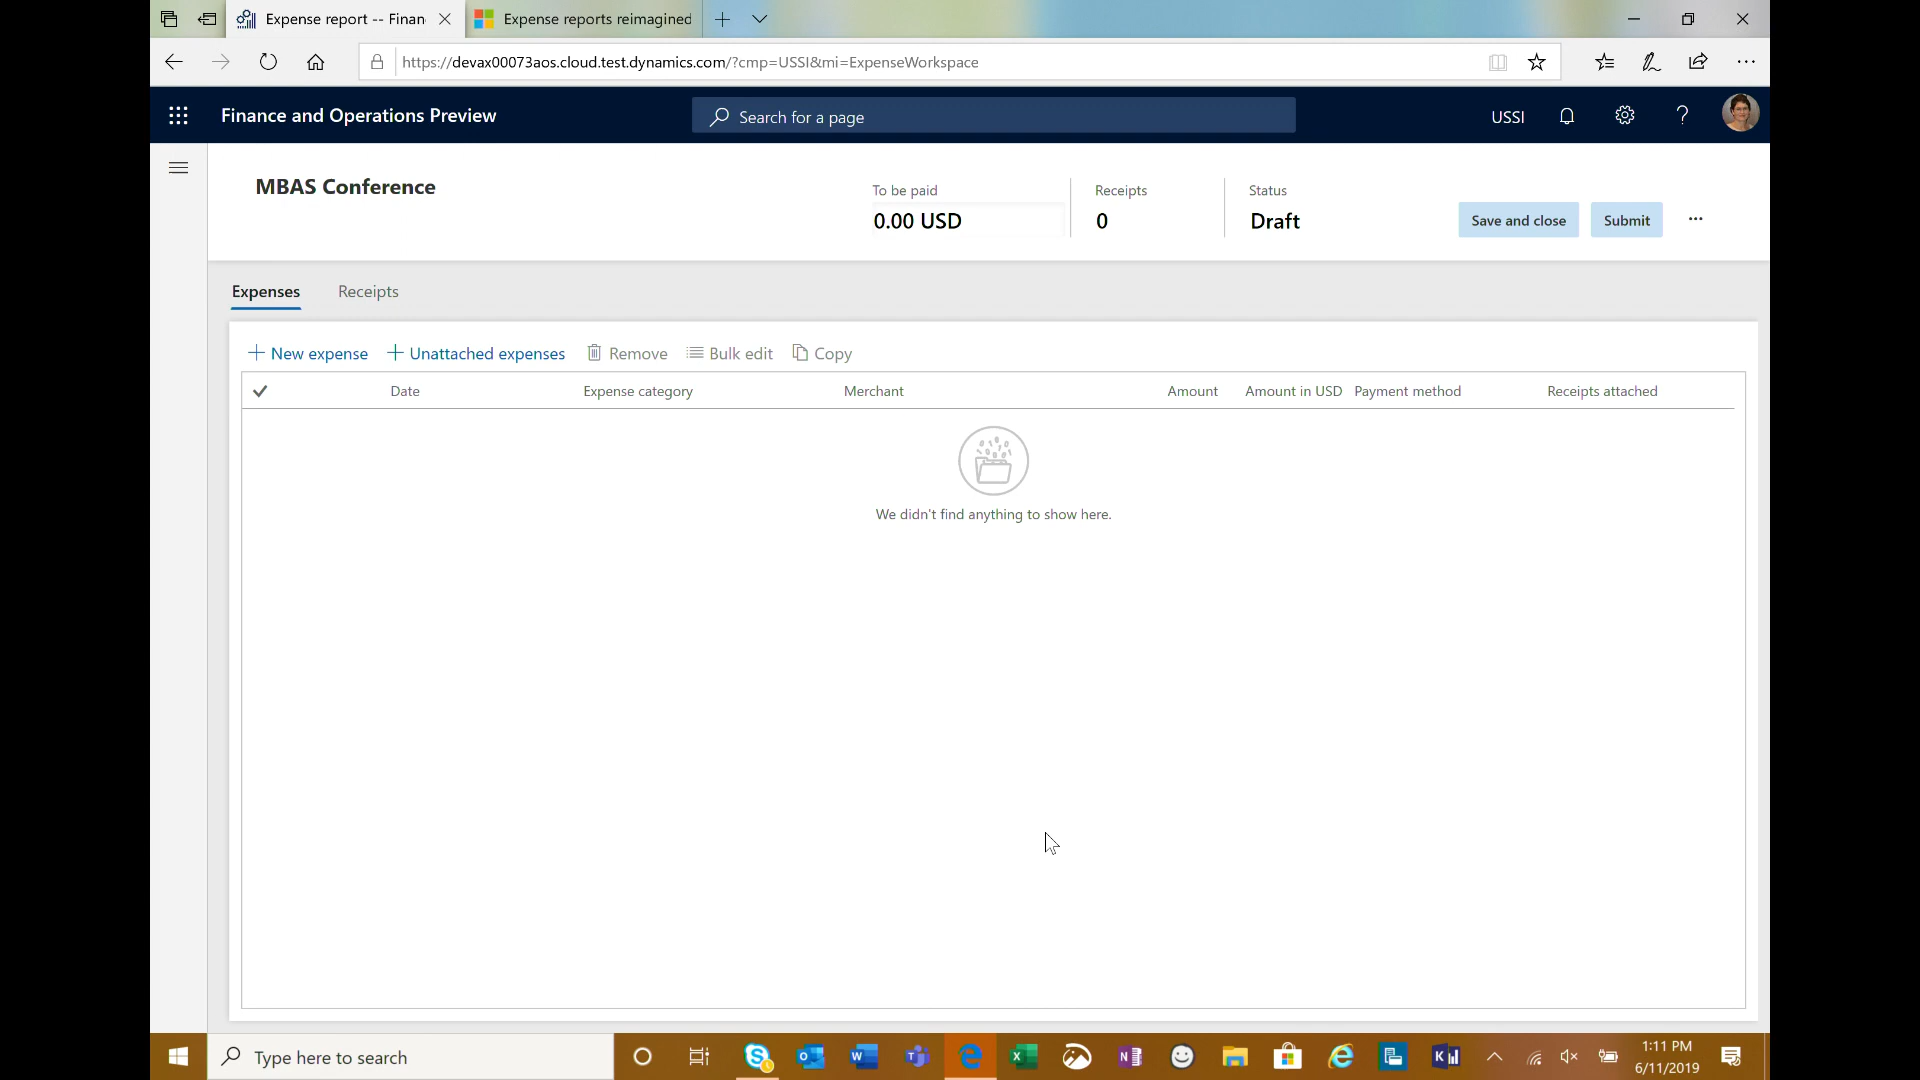 Expense report -- Finan
Expense reports reimagined
https://devax00073aos.cloud.test.dynamics.com/?cmp=USSI&mi=ExpenseWorkspace
Finance and Operations Preview
Search for a page
USSI
MBAS Conference
To be paid
0.00 USD
Receipts
0
Status
Draft
Save and close
Submit
Expenses
Receipts
New expense
Unattached expenses
Remove
Bulk edit
Copy
Date
Expense category
Merchant
Amount
Amount in USD
Payment method
Receipts attached
We didn't find anything to show here.
Type here to search
1:11 PM
6/11/2019